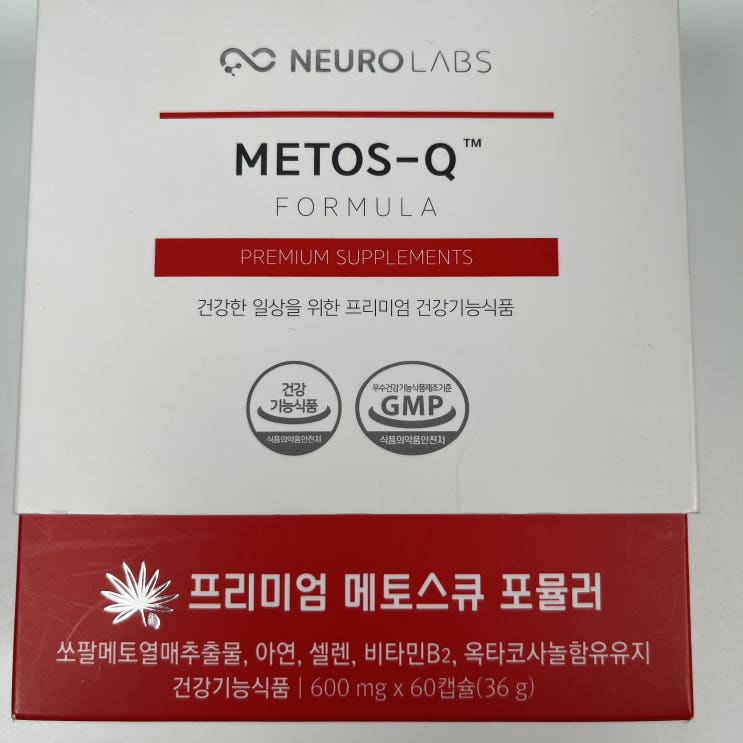 NEUROLABS
METOS-Q™
FORMULA
PREMIUM SUPPLEMENTS
건강한 일상을 위한 프리미엄 건강기능식품
건강
기능식품
식품의약품안전처
우수건강기능식품제조기준
GMP
식품의약품안전처
프리미엄 메토스큐 포뮬러
쏘팔메토열매추출물, 아연, 셀렌, 비타민B2, 옥타코사놀함유유지
건강기능식품 | 600 mg x 60캡슐(36 g)